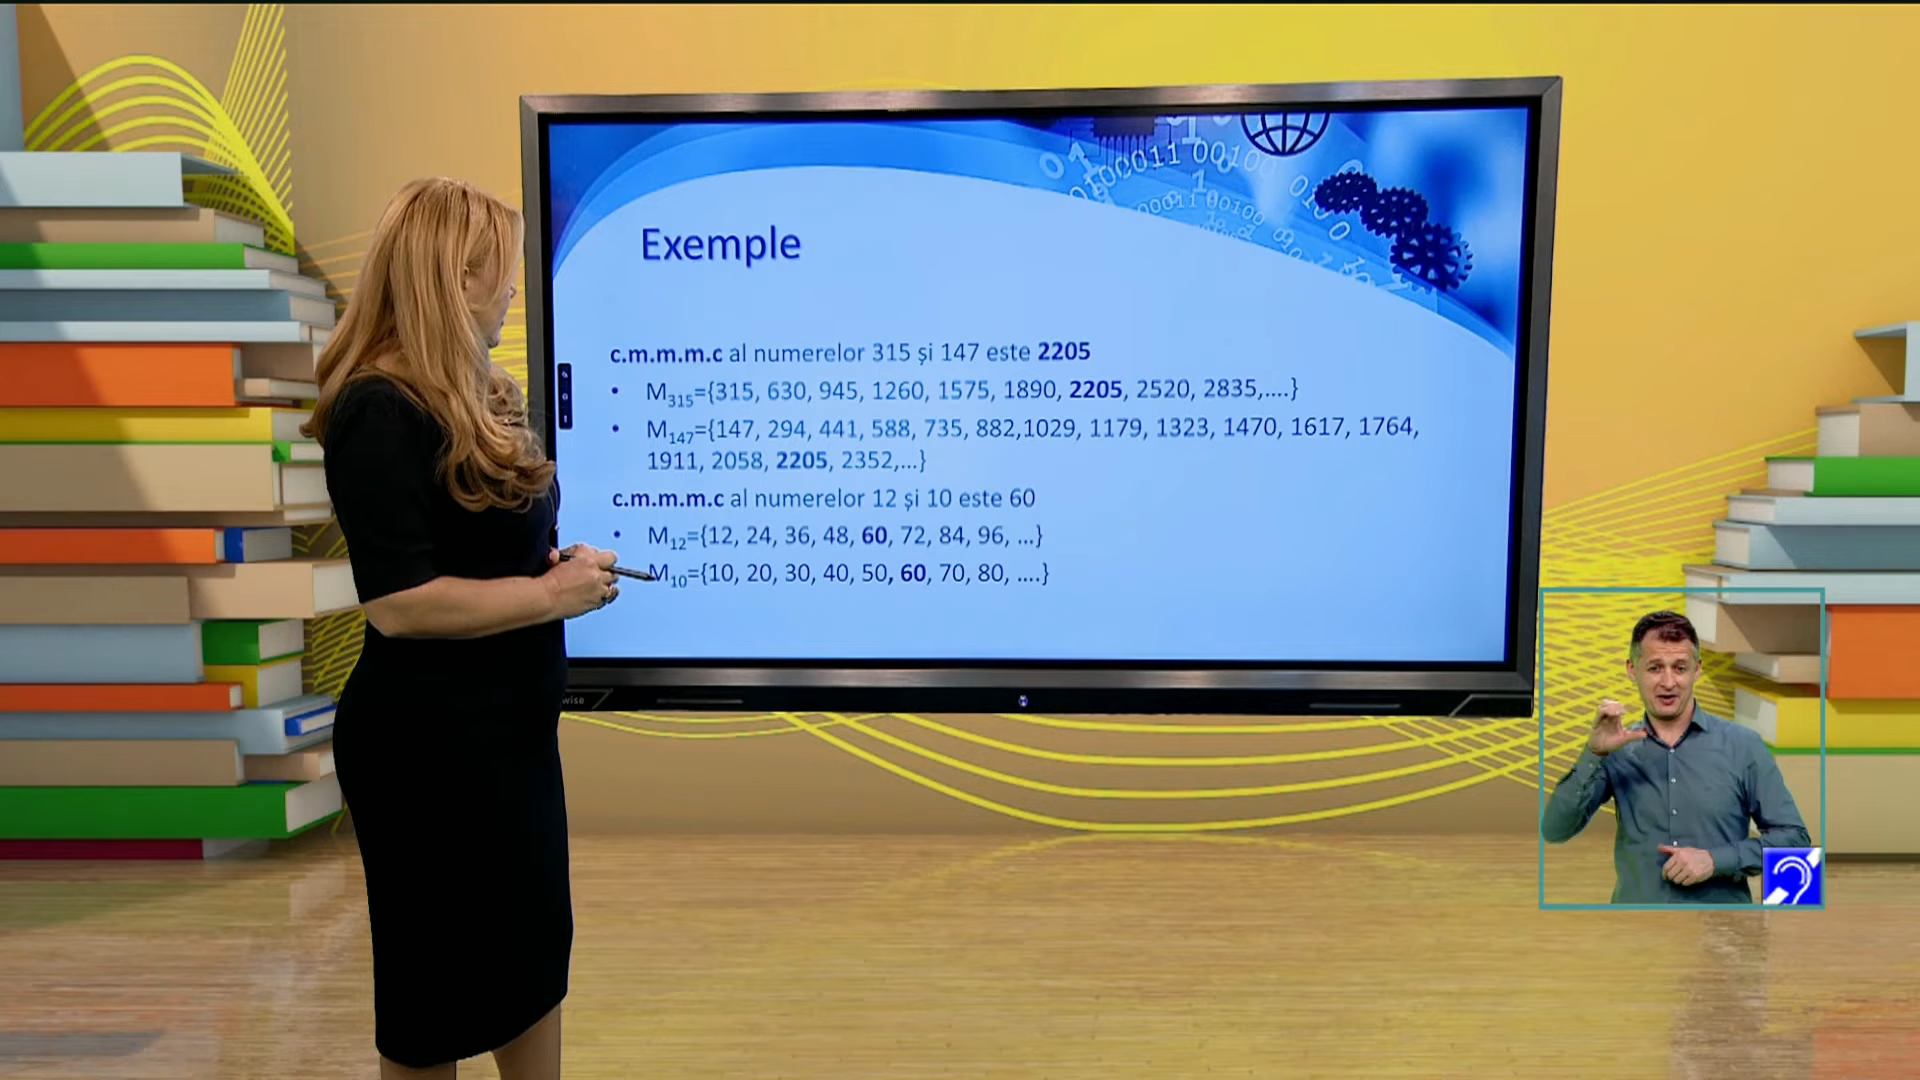 Exemple
c.m.m.m.c al numerelor 315 și 147 este 2205
• M315={315, 630, 945, 1260, 1575, 1890, 2205, 2520, 2835,....}
• M147={147, 294, 441, 588, 735, 882,1029, 1179, 1323, 1470, 1617, 1764,
1911, 2058, 2205, 2352,...}
c.m.m.m.c al numerelor 12 și 10 este 60
• M12={12, 24, 36, 48, 60, 72, 84, 96, ...}
M10={10, 20, 30, 40, 50, 60, 70, 80, ....}
wise